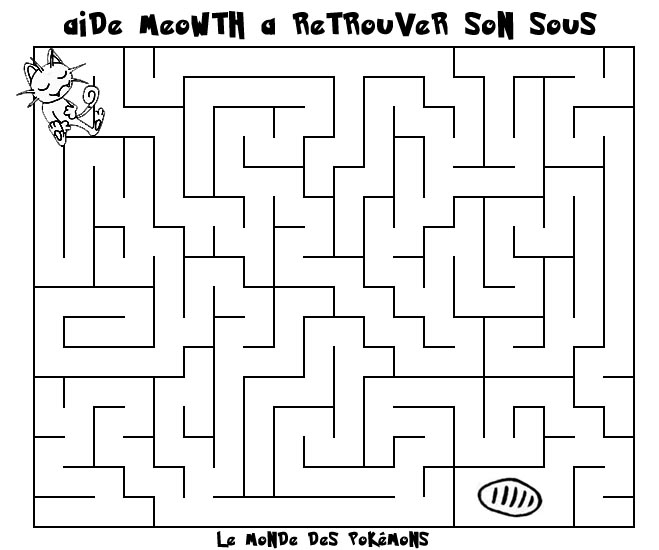 aiDe MeoWTH a ReTRouVeR SoN SouS
Le MoNDe DeS PoKéMoNS